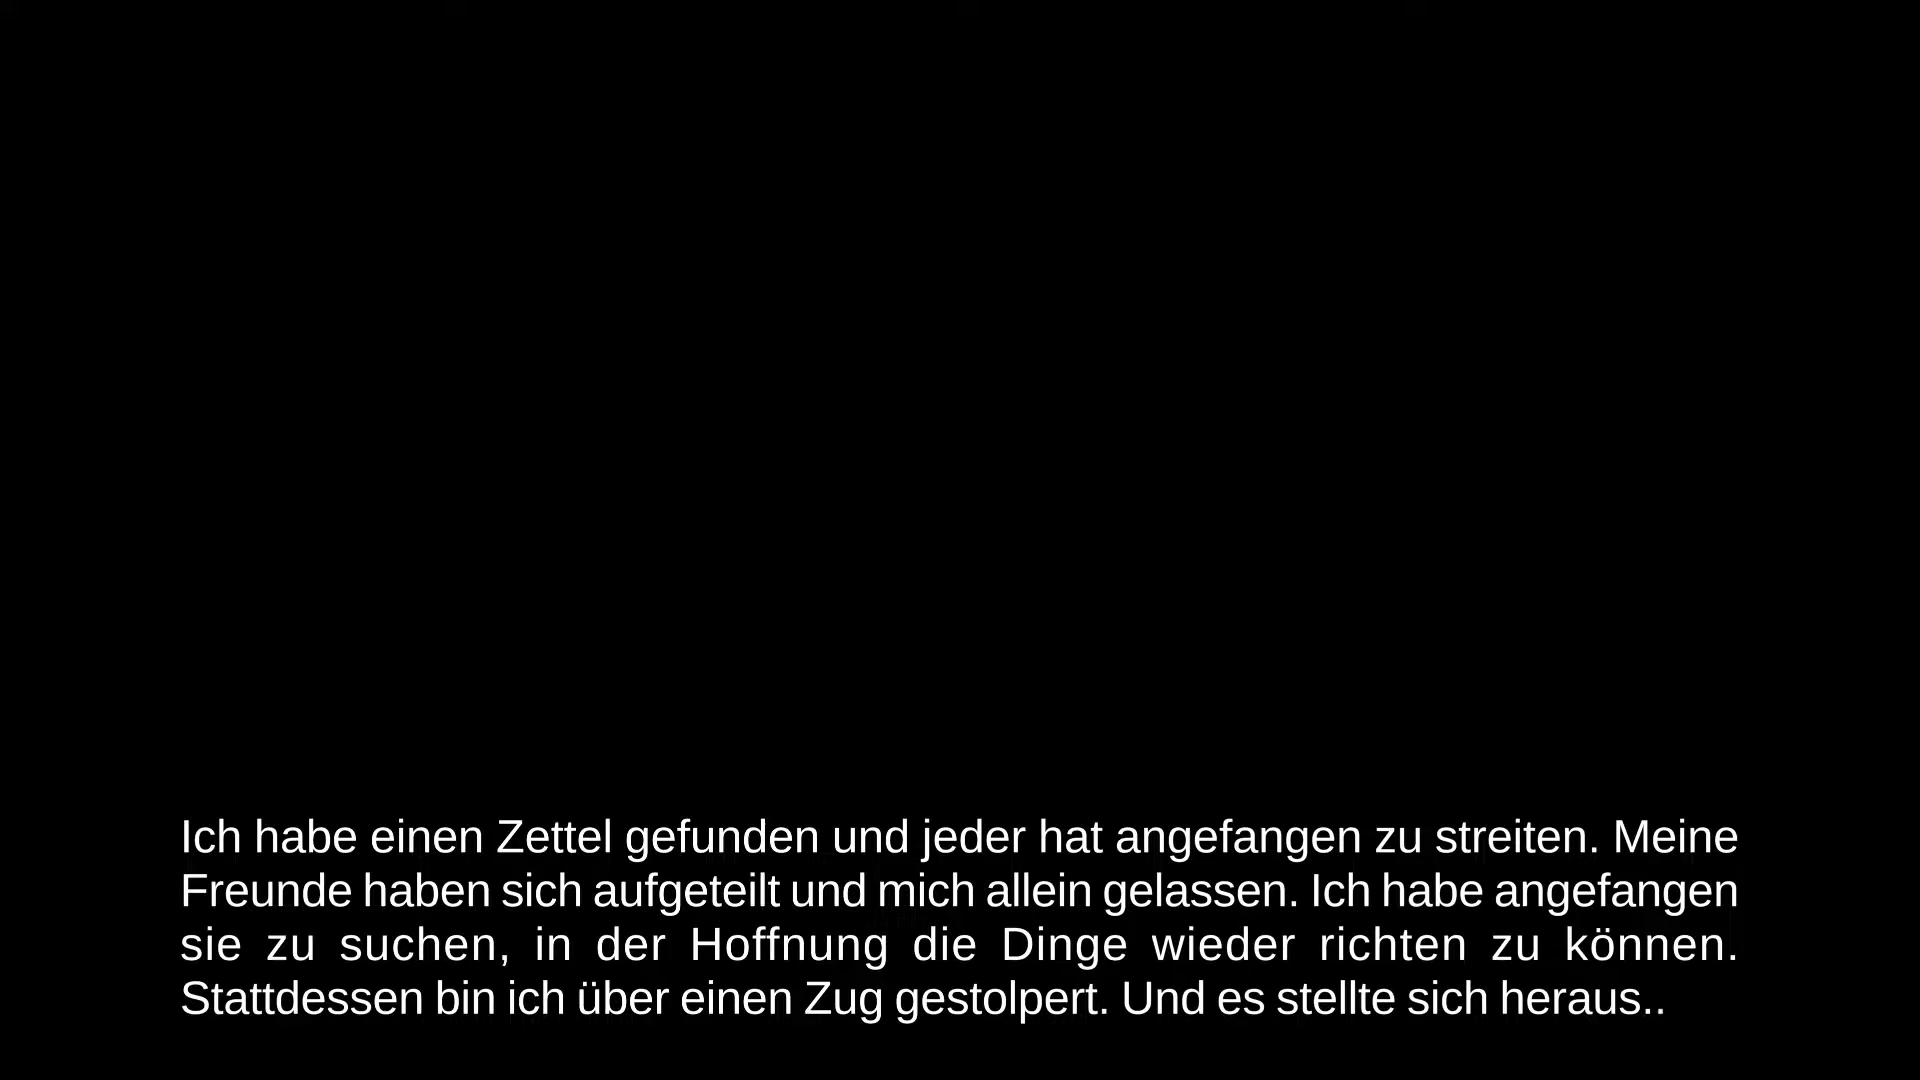 Ich habe einen Zettel gefunden und jeder hat angefangen zu streiten. Meine
Freunde haben sich aufgeteilt und mich allein gelassen. Ich habe angefangen
sie zu suchen, in der Hoffnung die Dinge wieder richten zu können.
Stattdessen bin ich über einen Zug gestolpert. Und es stellte sich heraus..